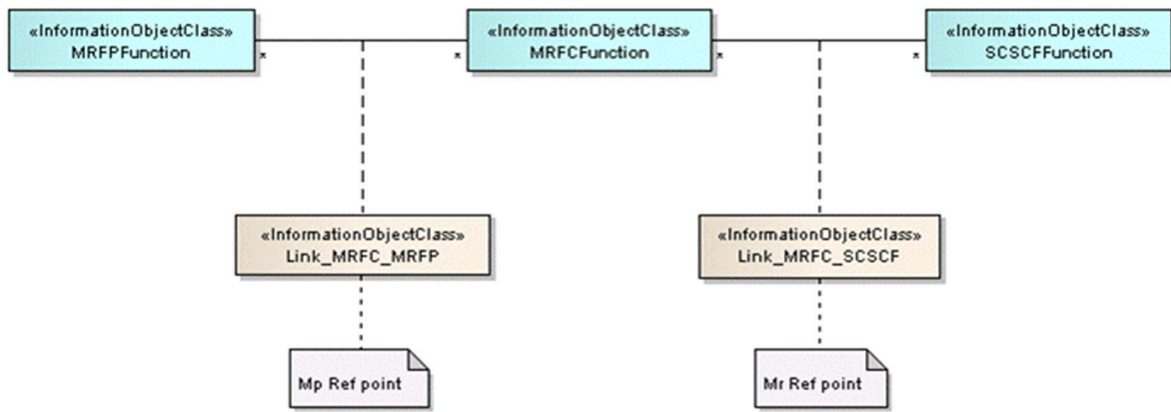 «InformationObjectClass»
MRFPFunction
«InformationObjectClass»
MRFCFunction
«InformationObjectClass»
SCSCFFunction
*
*
*
*
«InformationObjectClass»
Link_MRFC_MRFP
«InformationObjectClass»
Link_MRFC_SCSCF
Mp Ref point
Mr Ref point